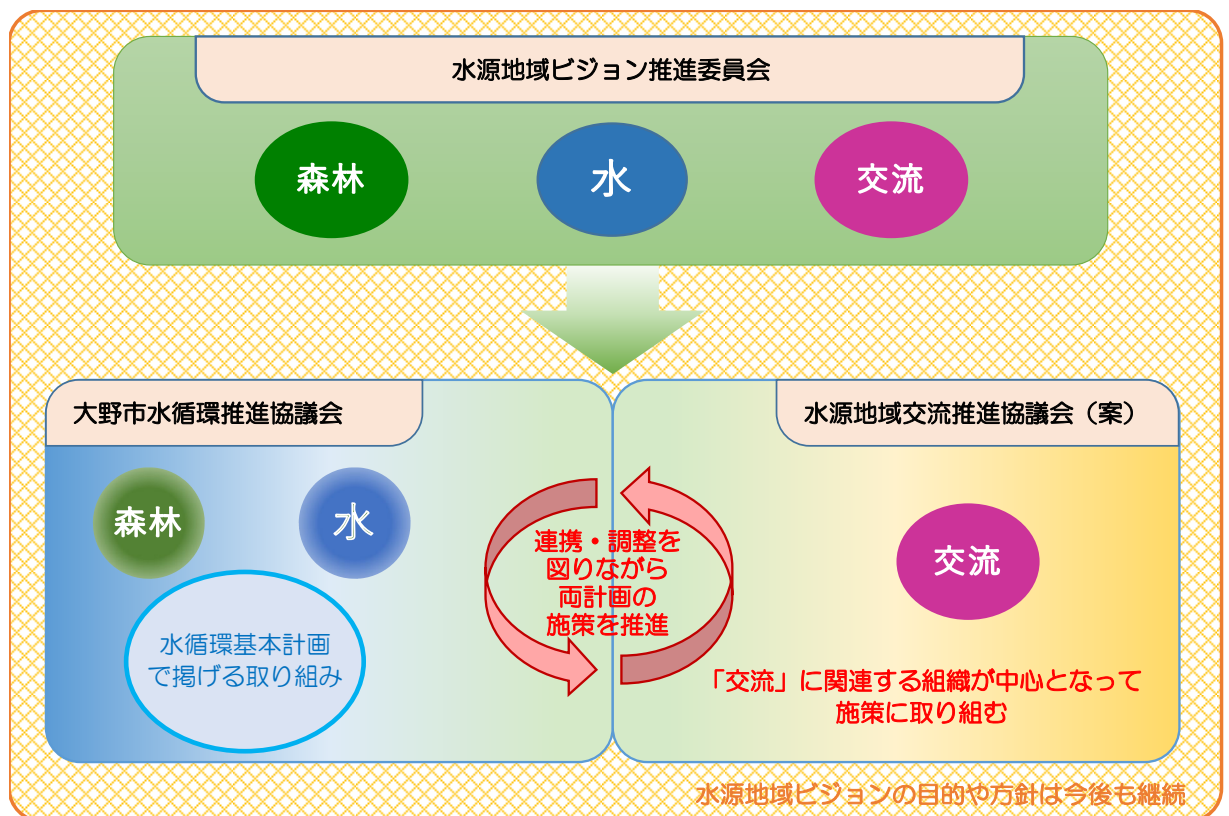 水源地域ビジョン推進委員会
森林
水
交流
大野市水循環推進協議会
水源地域交流推進協議会（案）
森林
水
水循環基本計画
で掲げる取り組み
連携・調整を
図りながら
両計画の
施策を推進
交流
「交流」に関連する組織が中心となって
施策に取り組む
水源地域ビジョンの目的や方針は今後も継続